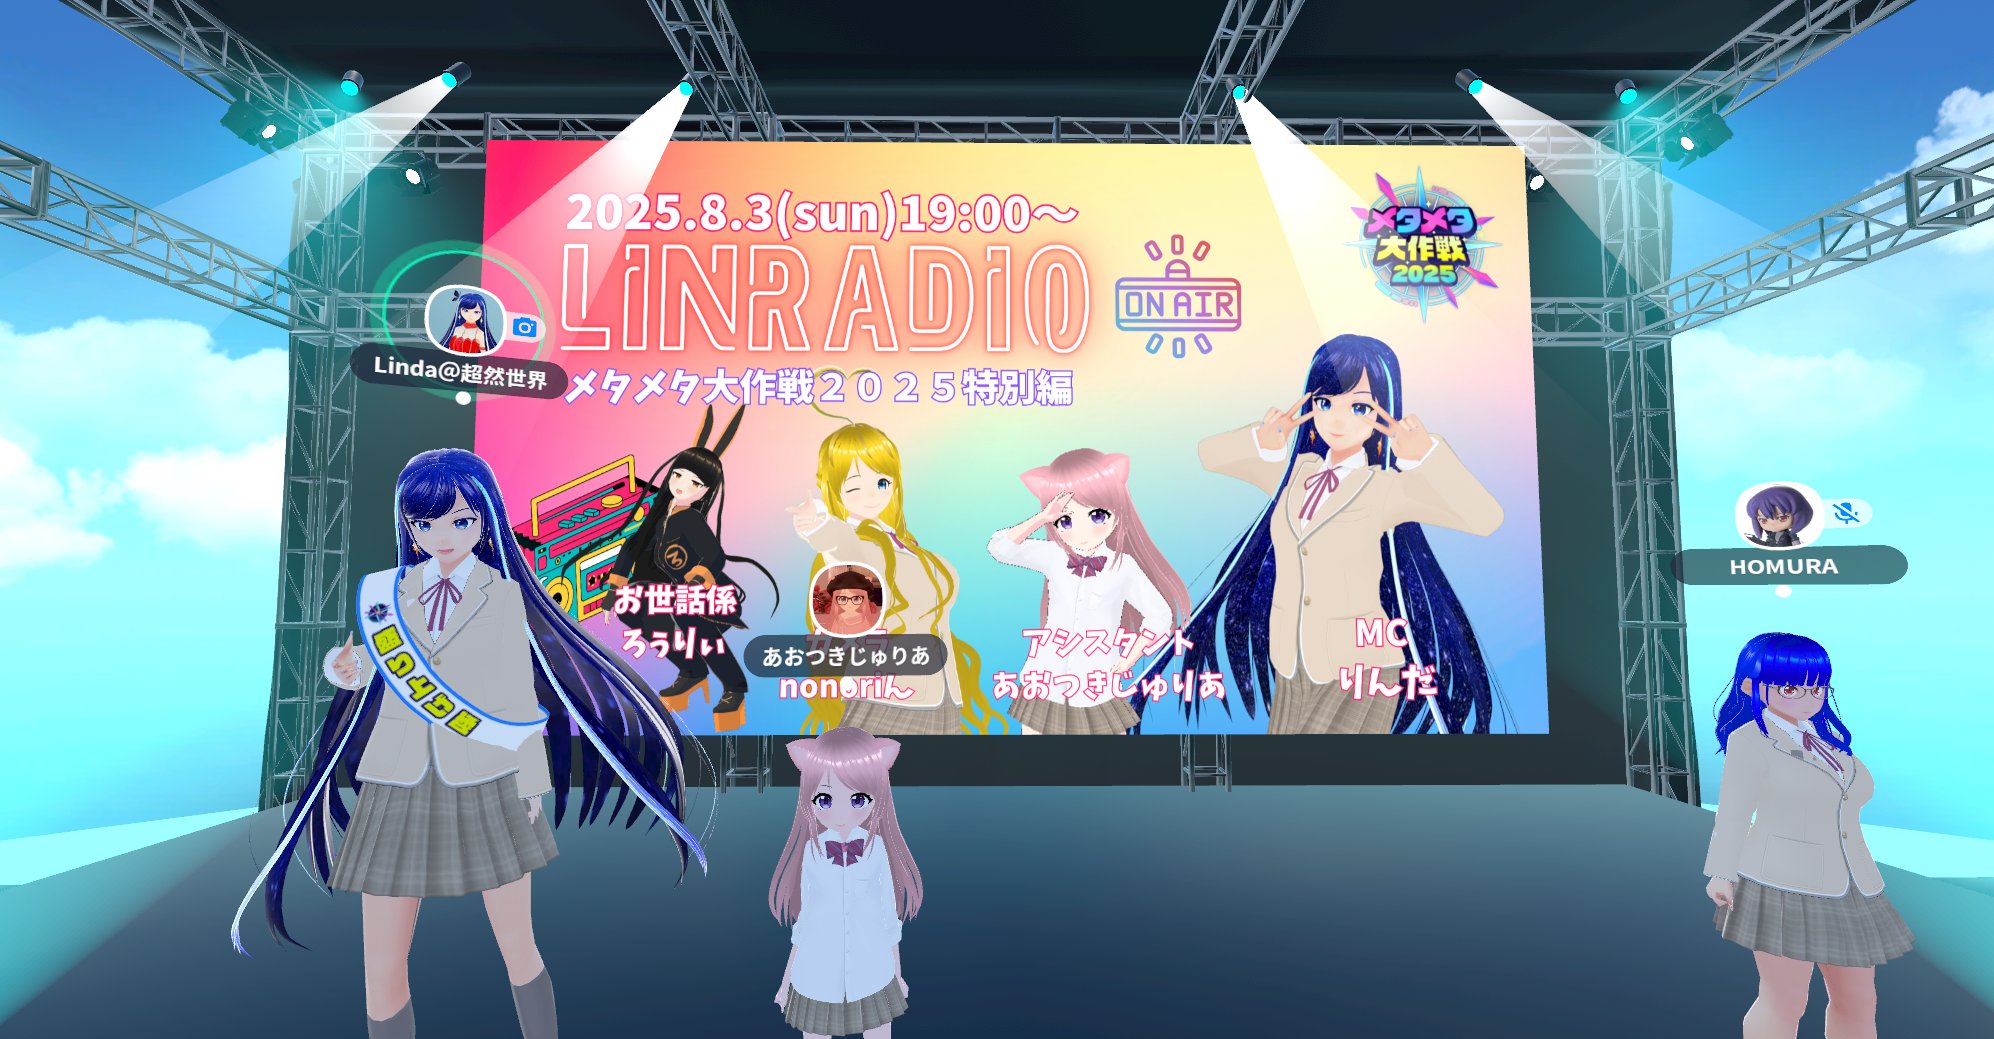 2025.8.3(sun)19:00～
LINRADIO
ON AIR
メタメタ大作戦２０２５特別編
メタメタ
大作戦
2025
Linda@超然世界
HOMURA
お世話係
ろぅりぃ
あおつきじゅりあ
nonoriん
アシスタント
あおつきじゅりあ
MC
りんだ